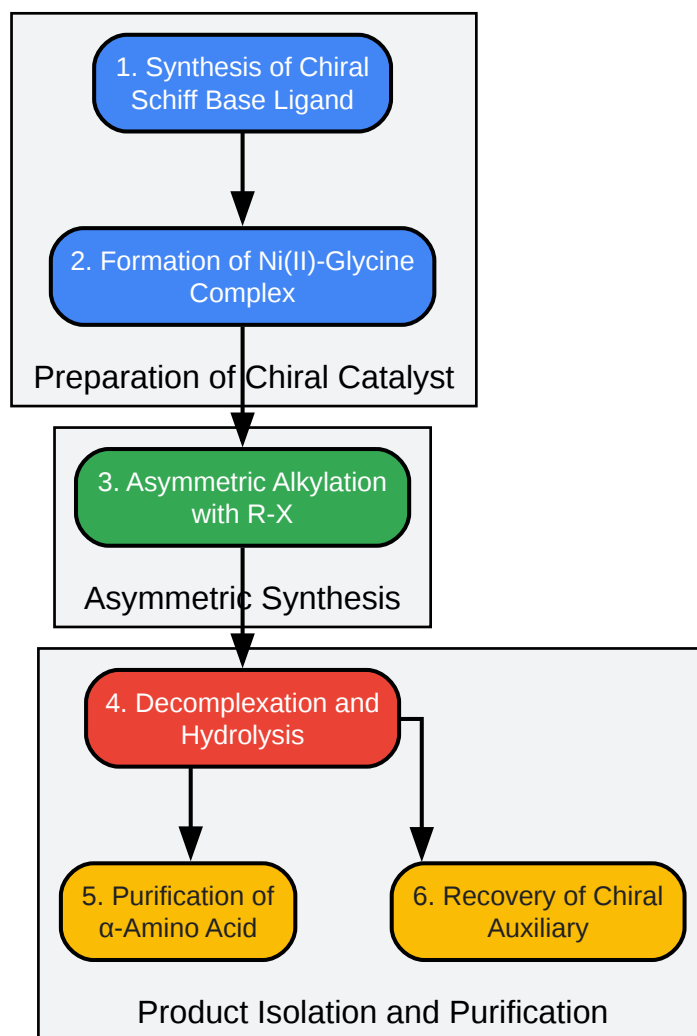 1. Synthesis of Chiral
Schiff Base Ligand
2. Formation of Ni(II)-Glycine
Complex
Preparation of Chiral Catalyst
3. Asymmetric Alkylation
with R-X
Asymmetric Synthesis
4. Decomplexation and
Hydrolysis
5. Purification of
α-Amino Acid
6. Recovery of Chiral
Auxiliary
Product Isolation and Purification